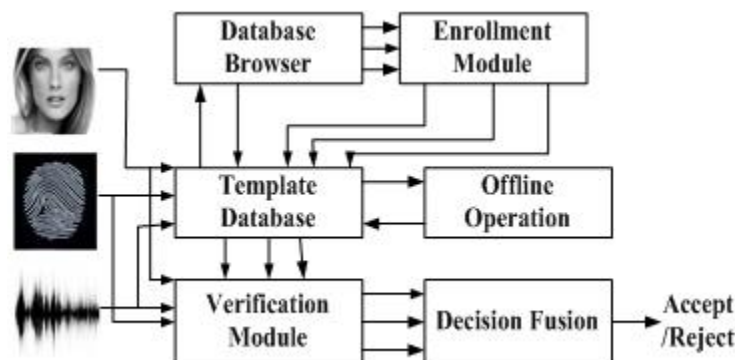 Database
Browser
Enrollment
Module
Template
Database
Offline
Operation
Verification
Module
Decision Fusion
Accept
/Reject